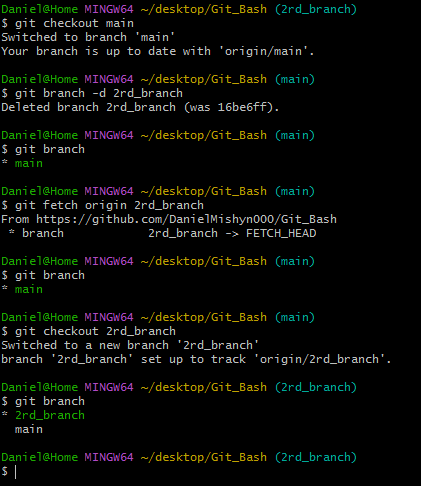 Daniel@Home MINGW64 ~/desktop/Git_Bash (2rd_branch)
$ git checkout main
Switched to branch 'main'
Your branch is up to date with 'origin/main'.
Daniel@Home MINGW64 ~/desktop/Git_Bash (main)
$ git branch -d 2rd_branch
Deleted branch 2rd_branch (was 16be6ff).
Daniel@Home MINGW64 ~/desktop/Git_Bash (main)
$ git branch
* main
Daniel@Home MINGW64 ~/desktop/Git_Bash (main)
$ git fetch origin 2rd_branch
From https://github.com/DanielMishyn000/Git_Bash
 * branch            2rd_branch -> FETCH_HEAD
Daniel@Home MINGW64 ~/desktop/Git_Bash (main)
$ git branch
* main
Daniel@Home MINGW64 ~/desktop/Git_Bash (main)
$ git checkout 2rd_branch
Switched to a new branch '2rd_branch'
branch '2rd_branch' set up to track 'origin/2rd_branch'.
Daniel@Home MINGW64 ~/desktop/Git_Bash (2rd_branch)
$ git branch
* 2rd_branch
  main
Daniel@Home MINGW64 ~/desktop/Git_Bash (2rd_branch)
$